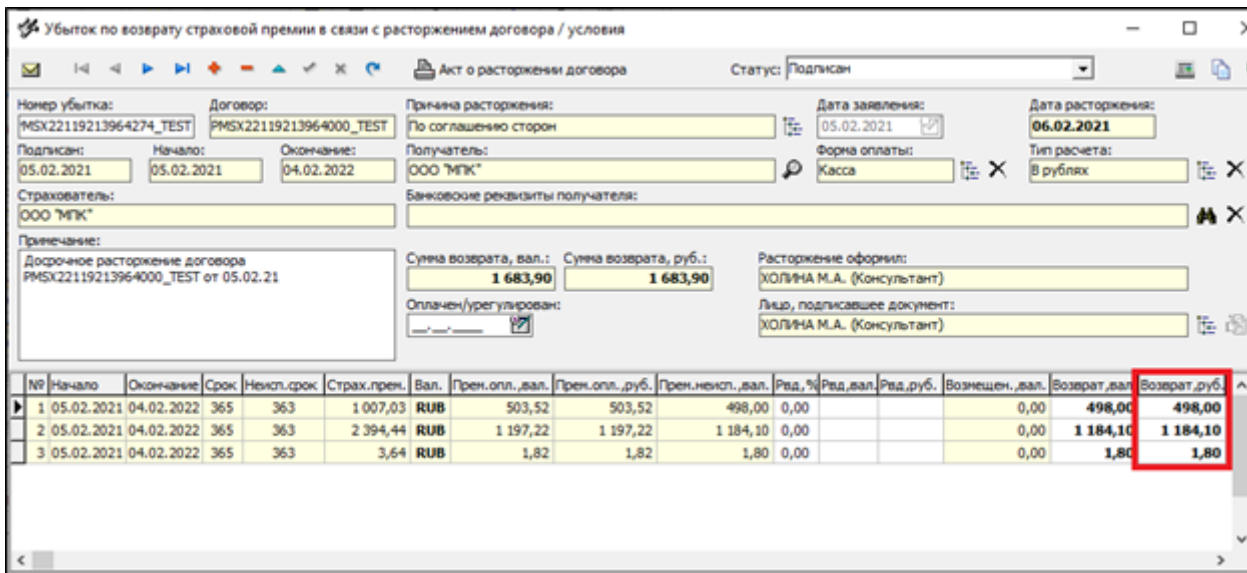 Убыток по возврату страховой премии в связи с расторжением договора / условия
Акт о расторжении договора Статус: Подписан
Номер убытка: Договор: Причина расторжения: Дата заявления: Дата расторжения:
MSX22119213964274_TEST PMSX22119213964000_TEST По соглашению сторон 05.02.2021 06.02.2021
Подписан: Начало: Окончание: Получатель: Форма оплаты: Тип расчета:
05.02.2021 05.02.2021 04.02.2022 ООО "МПК" Касса В рублях
Страхователь: Банковские реквизиты получателя:
ООО "МПК"
Примечание:
Досрочное расторжение договора
PMSX22119213964000_TEST от 05.02.21
Сумма возврата, вал.: Сумма возврата, руб.: Расторжение оформил:
1 683,90 1 683,90 ХОЛИНА М.А. (Консультант)
Оплачен/урегулирован: Лицо, подписавшее документ:
__.__.____ ХОЛИНА М.А. (Консультант)
№ Начало Окончание Срок Неисп.срок Страх.прем. Вал. Прем.опл.,вал. Прем.опл.,руб. Прем.неисп.,вал. Рвд,% Рвд,вал. Рвд,руб. Возмещен.,вал. Возврат,вал Возврат,руб.
1 05.02.2021 04.02.2022 365 363 1 007,03 RUB 503,52 503,52 498,00 0,00 0,00 498,00 498,00
2 05.02.2021 04.02.2022 365 363 2 394,44 RUB 1 197,22 1 197,22 1 184,10 0,00 0,00 1 184,10 1 184,10
3 05.02.2021 04.02.2022 365 363 3,64 RUB 1,82 1,82 1,80 0,00 0,00 1,80 1,80